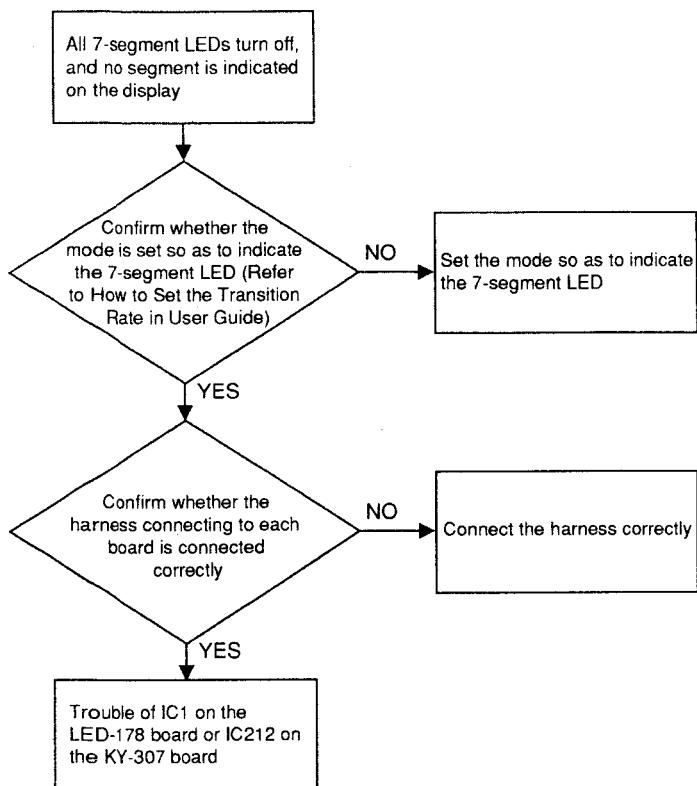 All 7-segment LEDs turn off,
and no segment is indicated
on the display
Confirm whether the
mode is set so as to indicate
the 7-segment LED (Refer
to How to Set the Transition
Rate in User Guide)
NO
Set the mode so as to indicate
the 7-segment LED
YES
Confirm whether the
harness connecting to each
board is connected
correctly
NO
Connect the harness correctly
YES
Trouble of IC1 on the
LED-178 board or IC212 on
the KY-307 board